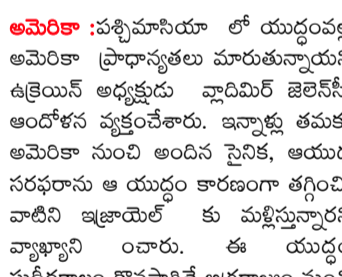 అమెరికా :పశ్చిమాసియా లో యుద్ధంవల్ల
అమెరికా ప్రాధాన్యతలు మారుతున్నాయని
ఉక్రెయిన్ అధ్యక్షుడు వ్లాదిమిర్ జెలెన్‌స్కీ
ఆందోళన వ్యక్తంచేశారు. ఇన్నాళ్లు తమకు
అమెరికా నుంచి అందిన సైనిక, ఆయుధ
సరఫరాను ఆ యుద్ధం కారణంగా తగ్గించి
వాటిని ఇజ్రాయెల్ కు మళ్లిస్తున్నారని
వ్యాఖ్యాని ంచారు. ఈ యుద్ధం